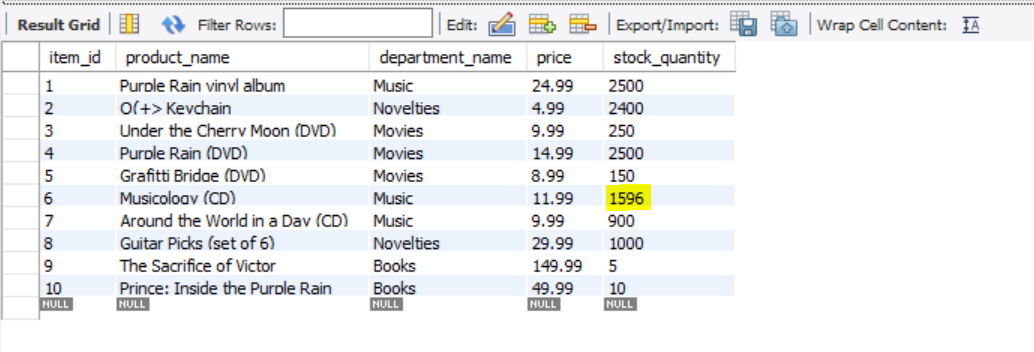 Result Grid Filter Rows: Edit: Export/Import: Wrap Cell Content: IA
item_id product_name department_name price stock_quantity
1 Purple Rain vinyl album Music 24.99 2500
2 O(+> Keychain Novelties 4.99 2400
3 Under the Cherry Moon (DVD) Movies 9.99 250
4 Purple Rain (DVD) Movies 14.99 2500
5 Grafitti Bridge (DVD) Movies 8.99 150
6 Musicology (CD) Music 11.99 1596
7 Around the World in a Day (CD) Music 9.99 900
8 Guitar Picks (set of 6) Novelties 29.99 1000
9 The Sacrifice of Victor Books 149.99 5
10 Prince: Inside the Purple Rain Books 49.99 10
NULL NULL NULL NULL NULL